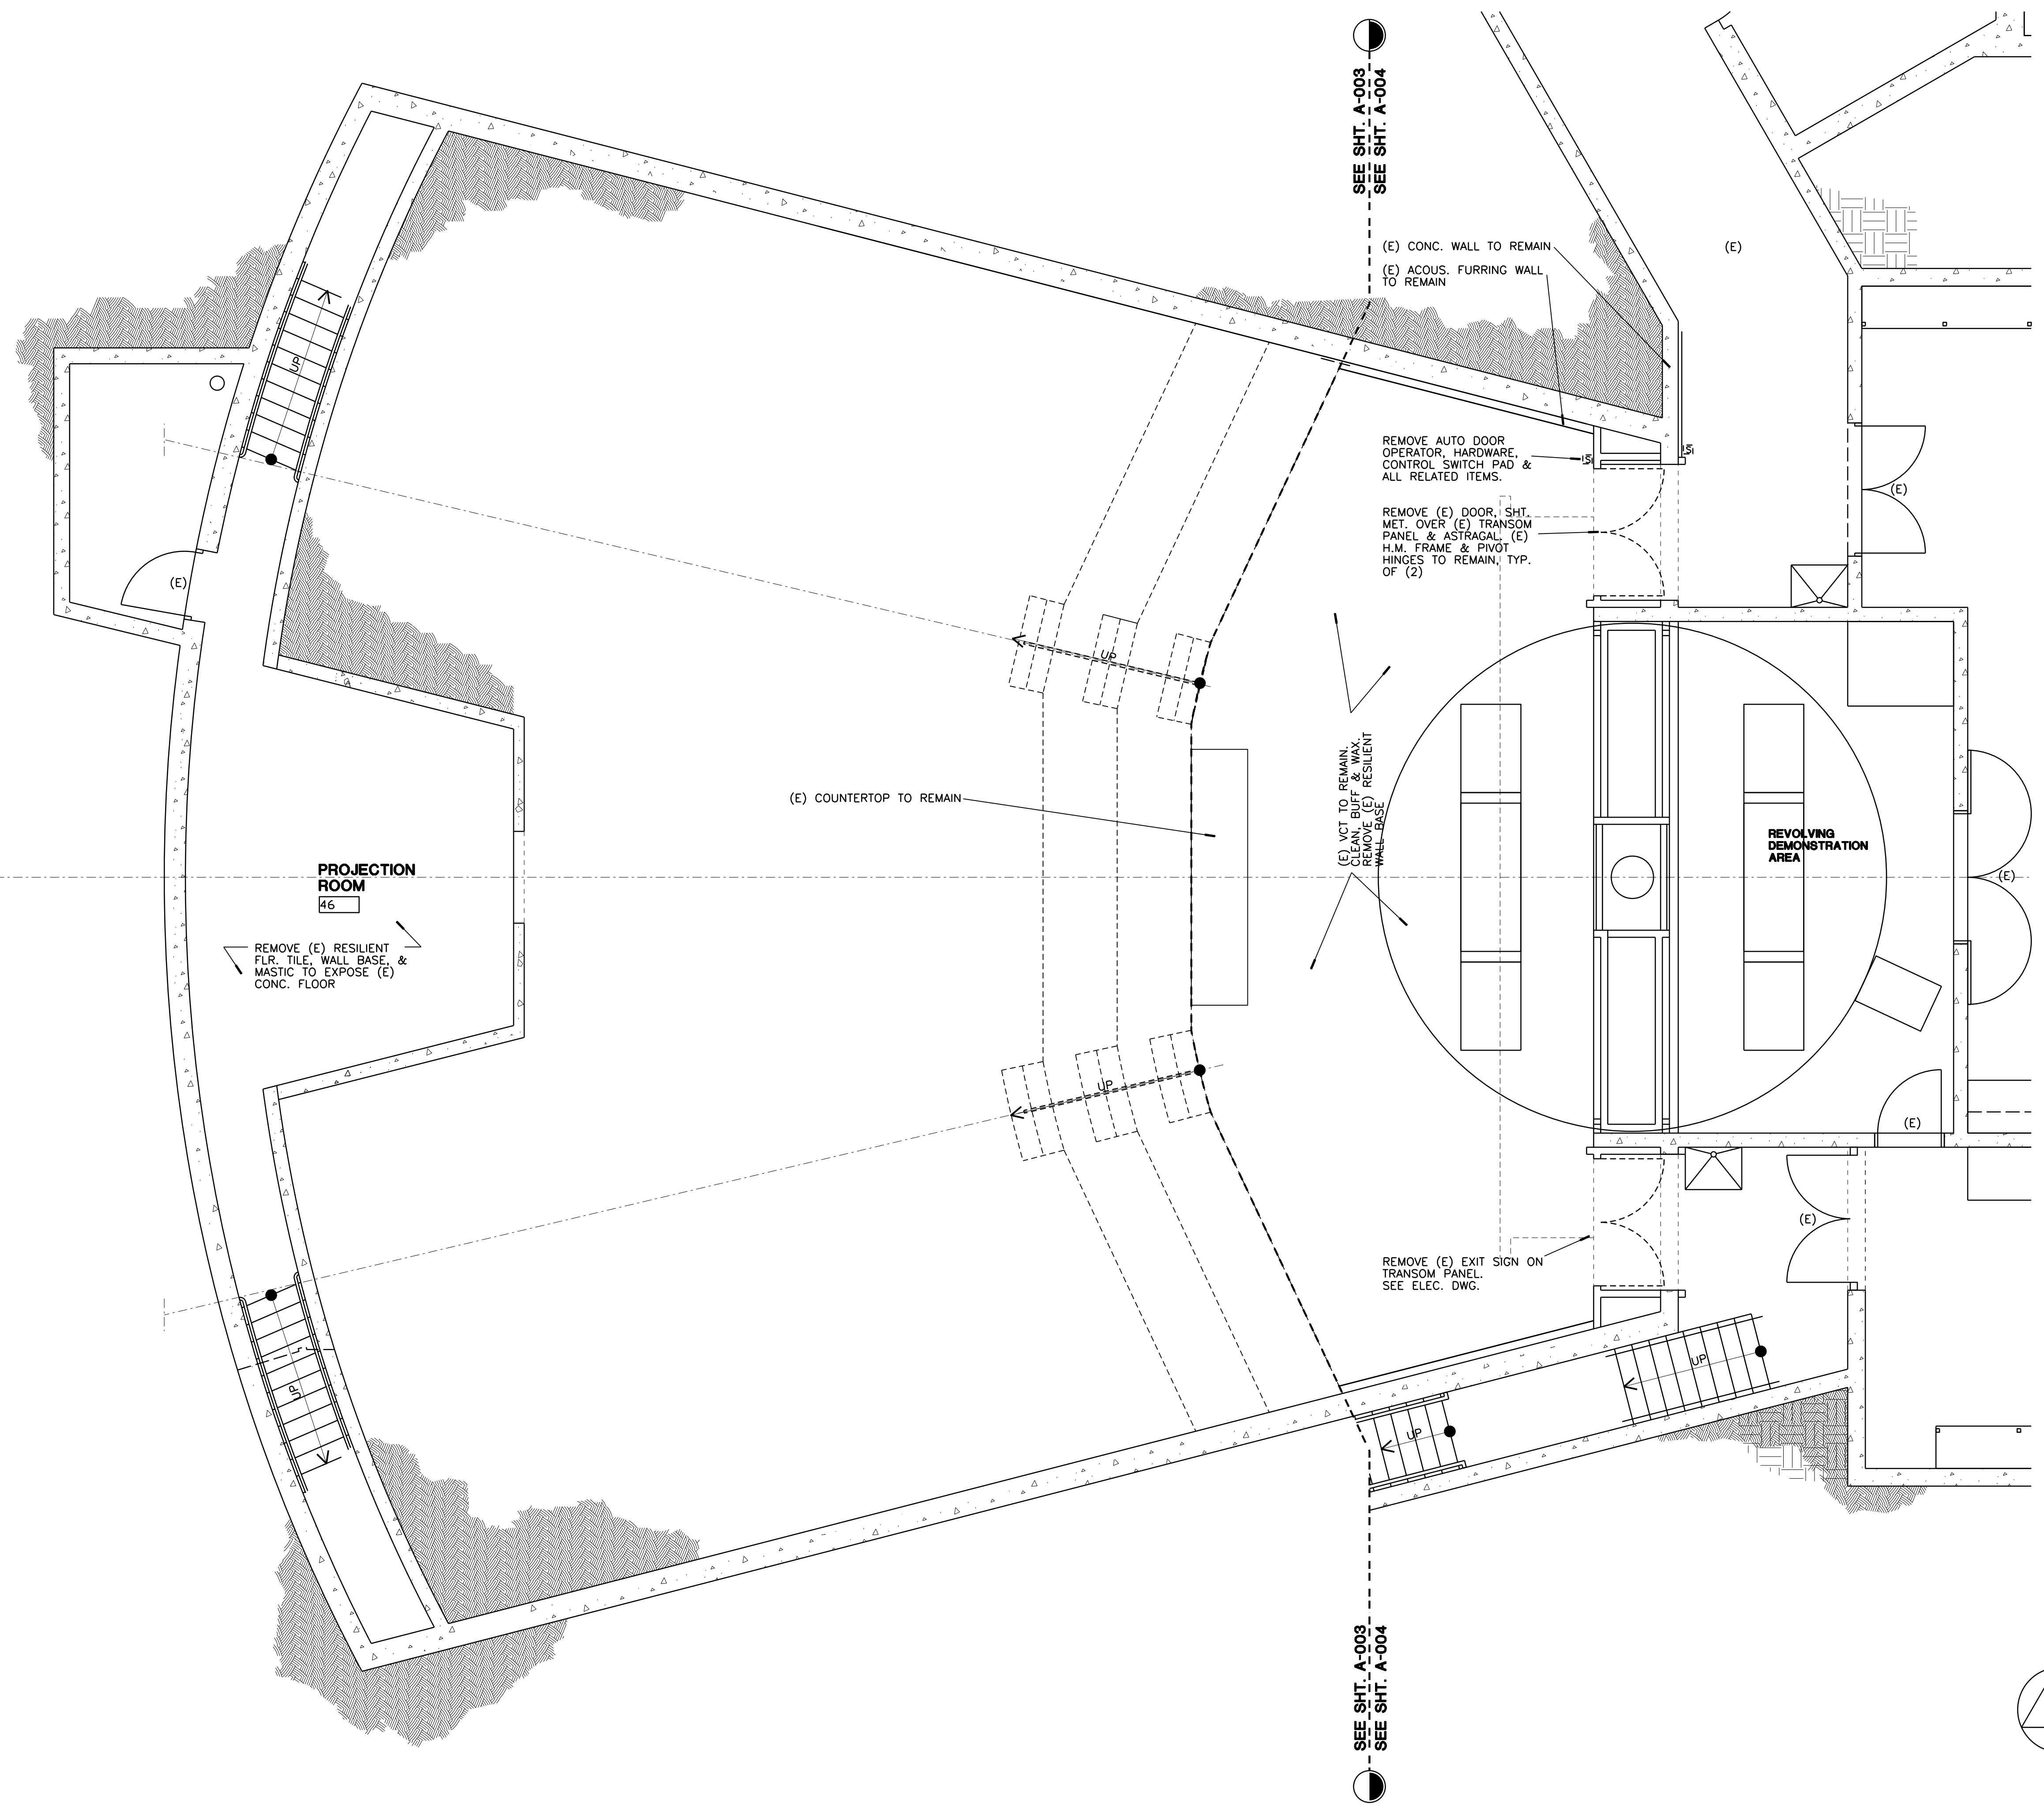 SEE SHT. A-003
SEE SHT. A-004
(E) CONC. WALL TO REMAIN
(E) ACOUS. FURRING WALL
TO REMAIN
(E)
UP
REMOVE AUTO DOOR
OPERATOR, HARDWARE,
CONTROL SWITCH PAD &
ALL RELATED ITEMS.
(E)
REMOVE (E) DOOR, SHT.
MET. OVER (E) TRANSOM
PANEL & ASTRAGAL. (E)
H.M. FRAME & PIVOT
HINGES TO REMAIN, TYP.
OF (2)
(E)
UP
(E) COUNTERTOP TO REMAIN
(E) VCT TO REMAIN.
CLEAN, BUFF & WAX.
REMOVE (E) RESILIENT
WALL BASE
REVOLVING
DEMONSTRATION
AREA
(E)
PROJECTION
ROOM
46
REMOVE (E) RESILIENT
FLR. TILE, WALL BASE, &
MASTIC TO EXPOSE (E)
CONC. FLOOR
UP
(E)
(E)
REMOVE (E) EXIT SIGN ON
TRANSOM PANEL.
SEE ELEC. DWG.
UP
UP
UP
SEE SHT. A-003
SEE SHT. A-004